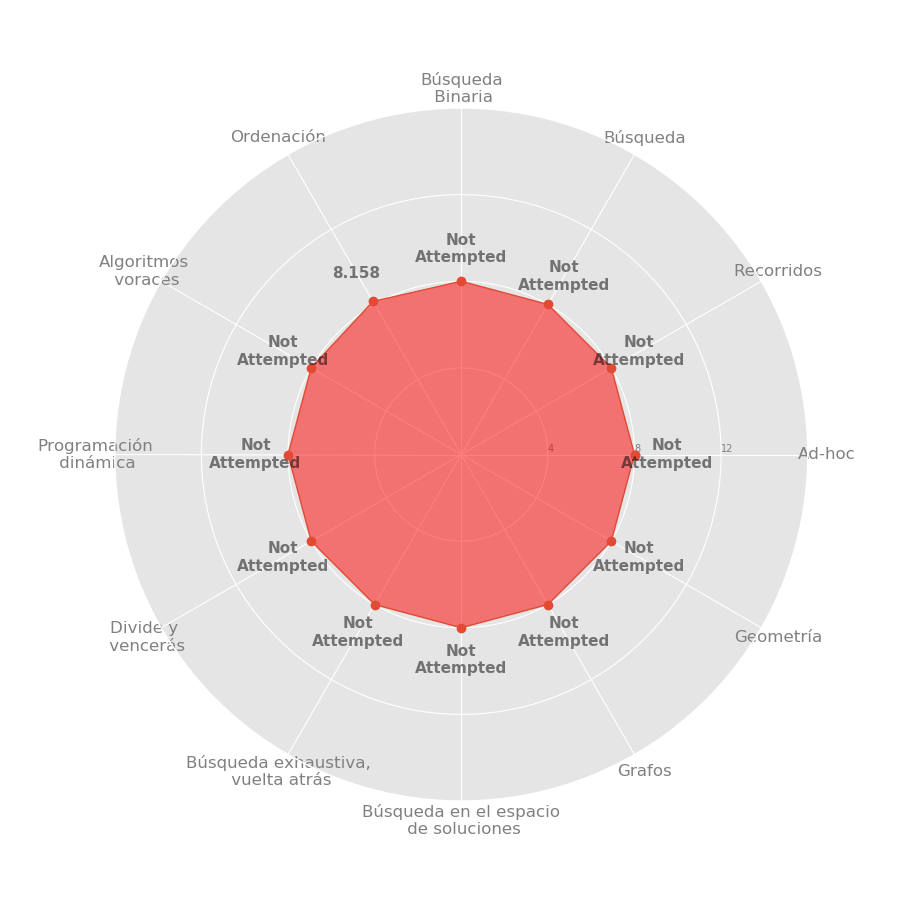 Búsqueda
Binaria
Ordenación
Búsqueda
Not
Attempted
Not
Attempted
8.158
Algoritmos
voraces
Recorridos
Not
Attempted
Not
Attempted
Programación
dinámica
Not
Attempted
4
8
Not
Attempted
12
Ad-hoc
Not
Attempted
Not
Attempted
Divide y
vencerás
Not
Attempted
Not
Attempted
Geometría
Not
Attempted
Búsqueda exhaustiva,
vuelta atrás
Grafos
Búsqueda en el espacio
de soluciones